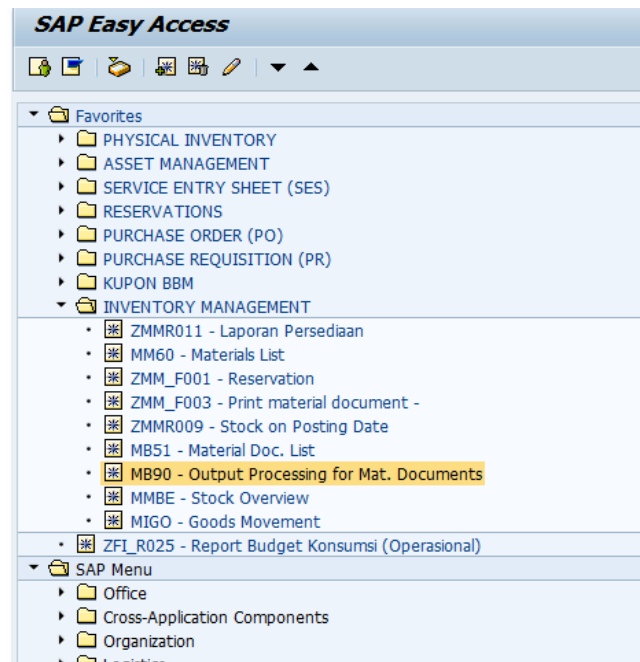 SAP Easy Access
Favorites
PHYSICAL INVENTORY
ASSET MANAGEMENT
SERVICE ENTRY SHEET (SES)
RESERVATIONS
PURCHASE ORDER (PO)
PURCHASE REQUISITION (PR)
KUPON BBM
INVENTORY MANAGEMENT
ZMMR011 - Laporan Persediaan
MM60 - Materials List
ZMM_F001 - Reservation
ZMM_F003 - Print material document -
ZMMR009 - Stock on Posting Date
MB51 - Material Doc. List
MB90 - Output Processing for Mat. Documents
MMBE - Stock Overview
MIGO - Goods Movement
ZFI_R025 - Report Budget Konsumsi (Operasional)
SAP Menu
Office
Cross-Application Components
Organization